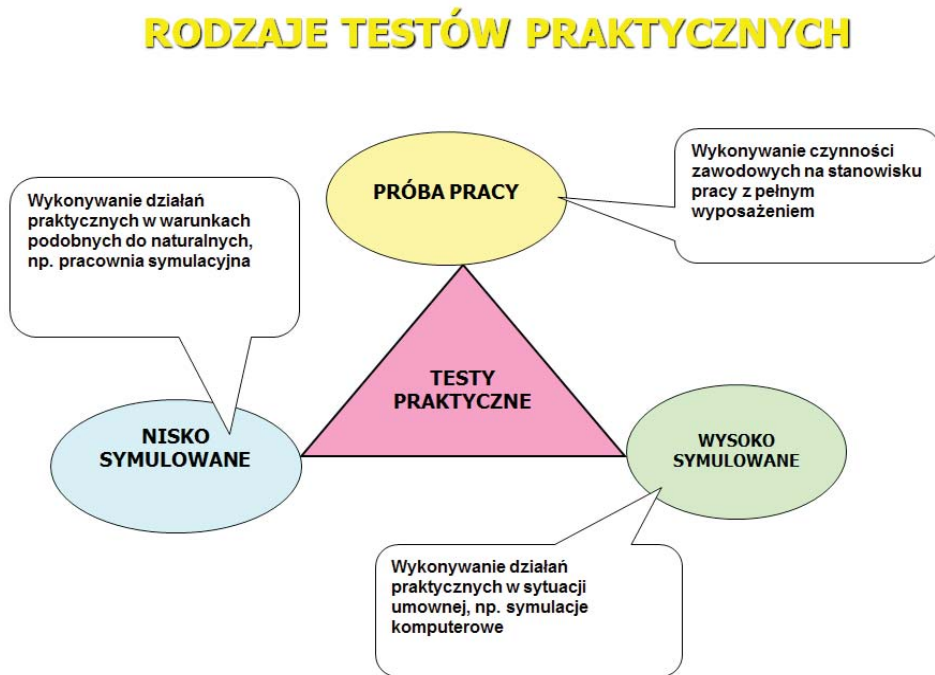 RODZAJE TESTÓW PRAKTYCZNYCH
PRÓBA PRACY
Wykonywanie czynności
zawodowych na stanowisku
pracy z pełnym
wyposażeniem
Wykonywanie działań
praktycznych w warunkach
podobnych do naturalnych,
np. pracownia symulacyjna
TESTY
PRAKTYCZNE
NISKO
SYMULOWANE
WYSOKO
SYMULOWANE
Wykonywanie działań
praktycznych w sytuacji
umownej, np. symulacje
komputerowe